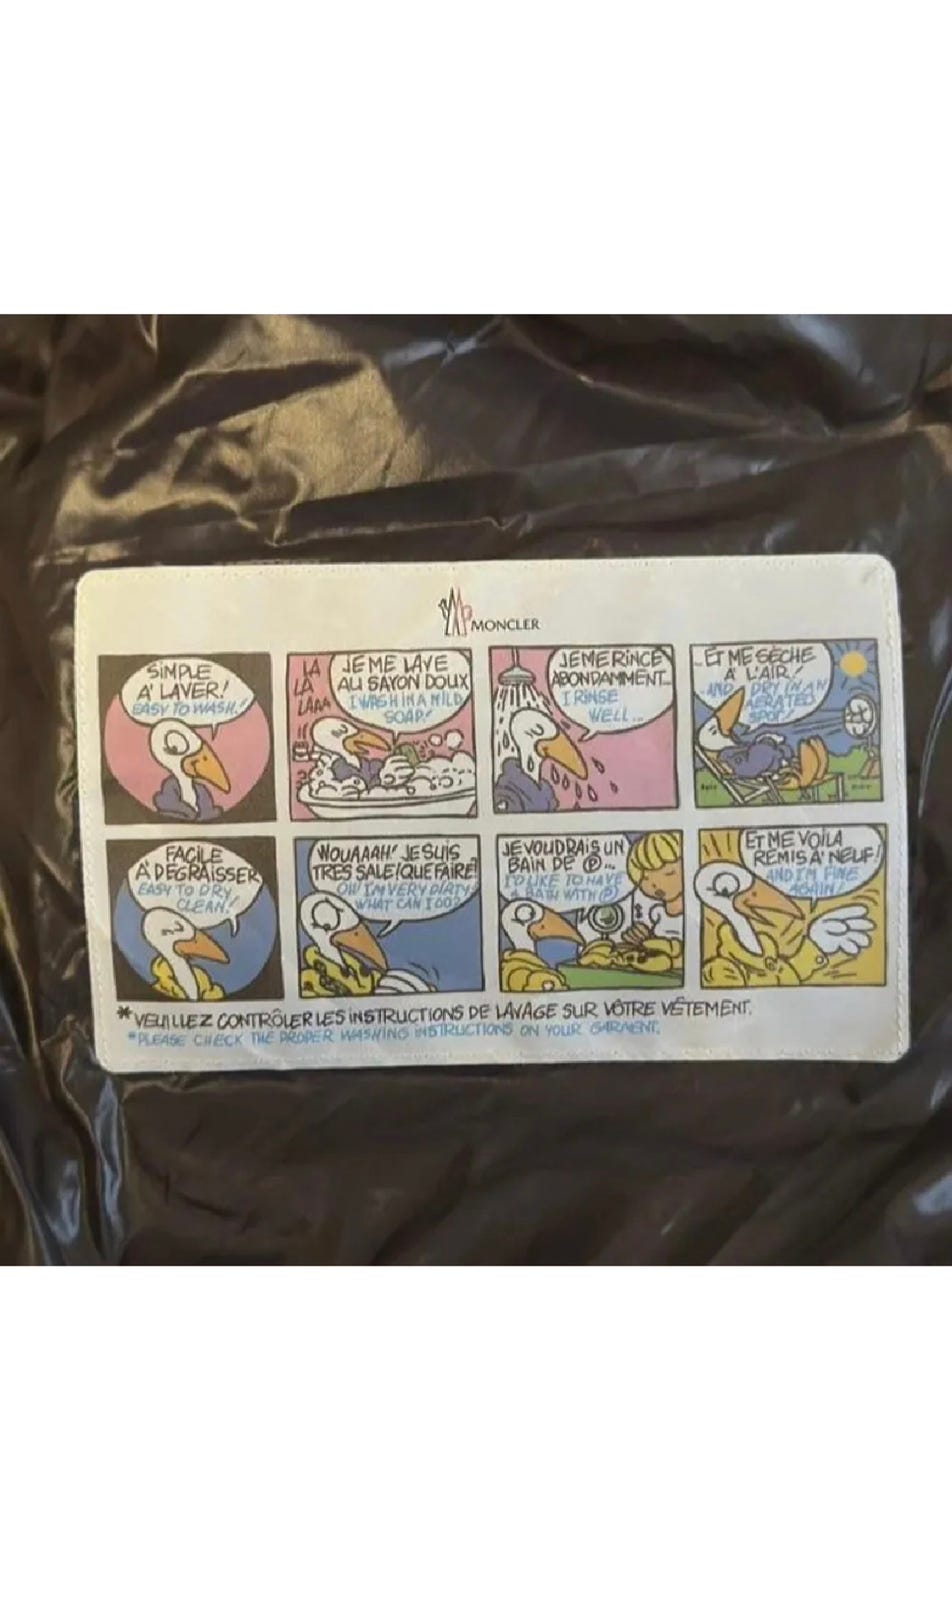 MONCLER
SIMPLE
A' LAVER!
EASY TO WASH!
LA
LA
LAAA
JE ME LAVE
AU SAVON DOUX
I WASH IN A MILD
SOAP!
JE ME RINCE
ABONDAMMENT...
I RINSE
WELL...
...ET ME SECHE
A' L'AIR!
AND DRY IN AN
AERATED
SPOT!
FACILE
A' DEGRAISSER
EASY TO DRY
CLEAN!
WOUAAAH! JE SUIS
TRES SALE! QUE FAIRE?
OH! I'M VERY DIRTY
WHAT CAN I DO?
JE VOUDRAIS UN
BAIN DE Ⓟ...
I'D LIKE TO HAVE
A BATH WITH Ⓟ
ET ME VOILA
REMIS A' NEUF!
AND I'M FINE
AGAIN!
*VEUILLEZ CONTRÔLER LES INSTRUCTIONS DE LAVAGE SUR VÔTRE VÊTEMENT.
*PLEASE CHECK THE PROPER WASHING INSTRUCTIONS ON YOUR GARMENT.